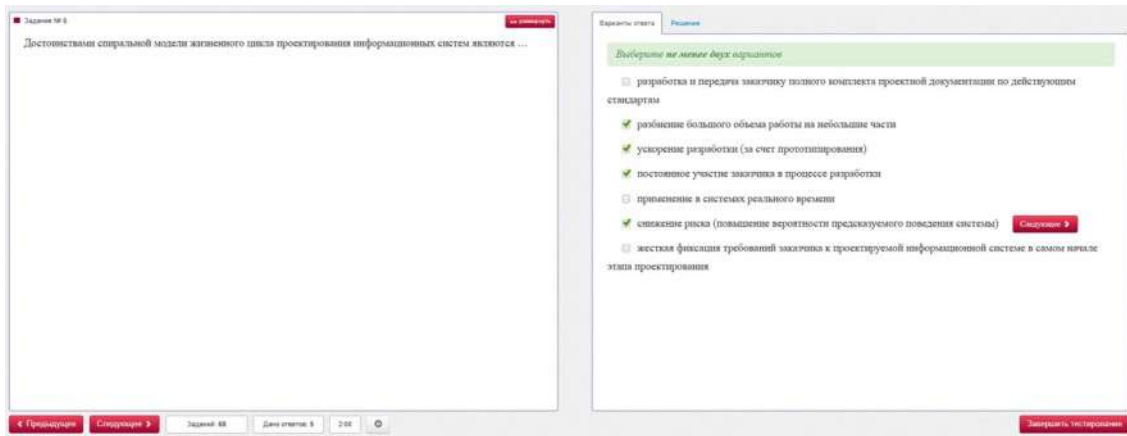 Задание № 6
развернуть
Достоинствами спиральной модели жизненного цикла проектирования информационных систем являются …
Варианты ответа
Решение
Выберите не менее двух вариантов
разработка и передача заказчику полного комплекта проектной документации по действующим
стандартам
разбиение большого объема работы на небольшие части
ускорение разработки (за счет прототипирования)
постоянное участие заказчика в процессе разработки
применение в системах реального времени
снижение риска (повышение вероятности предсказуемого поведения системы)
Следующее
жесткая фиксация требований заказчика к проектируемой информационной системе в самом начале
этапа проектирования
Предыдущее
Следующее
Заданий
Дано ответов: 5
Завершить тестирование